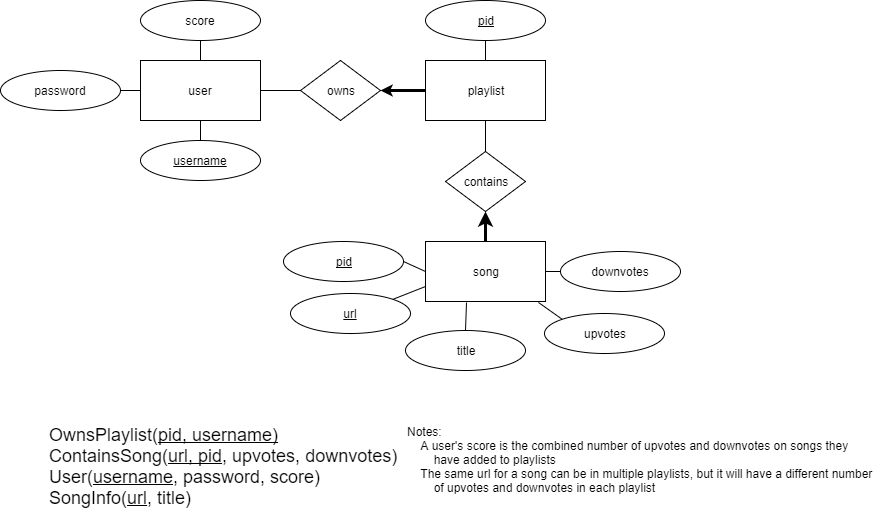 score
pid
password
user
owns
playlist
username
contains
pid
song
downvotes
url
upvotes
title
OwnsPlaylist(pid, username)
ContainsSong(url, pid, upvotes, downvotes)
User(username, password, score)
SongInfo(url, title)
Notes:
A user's score is the combined number of upvotes and downvotes on songs they
have added to playlists
The same url for a song can be in multiple playlists, but it will have a different number
of upvotes and downvotes in each playlist